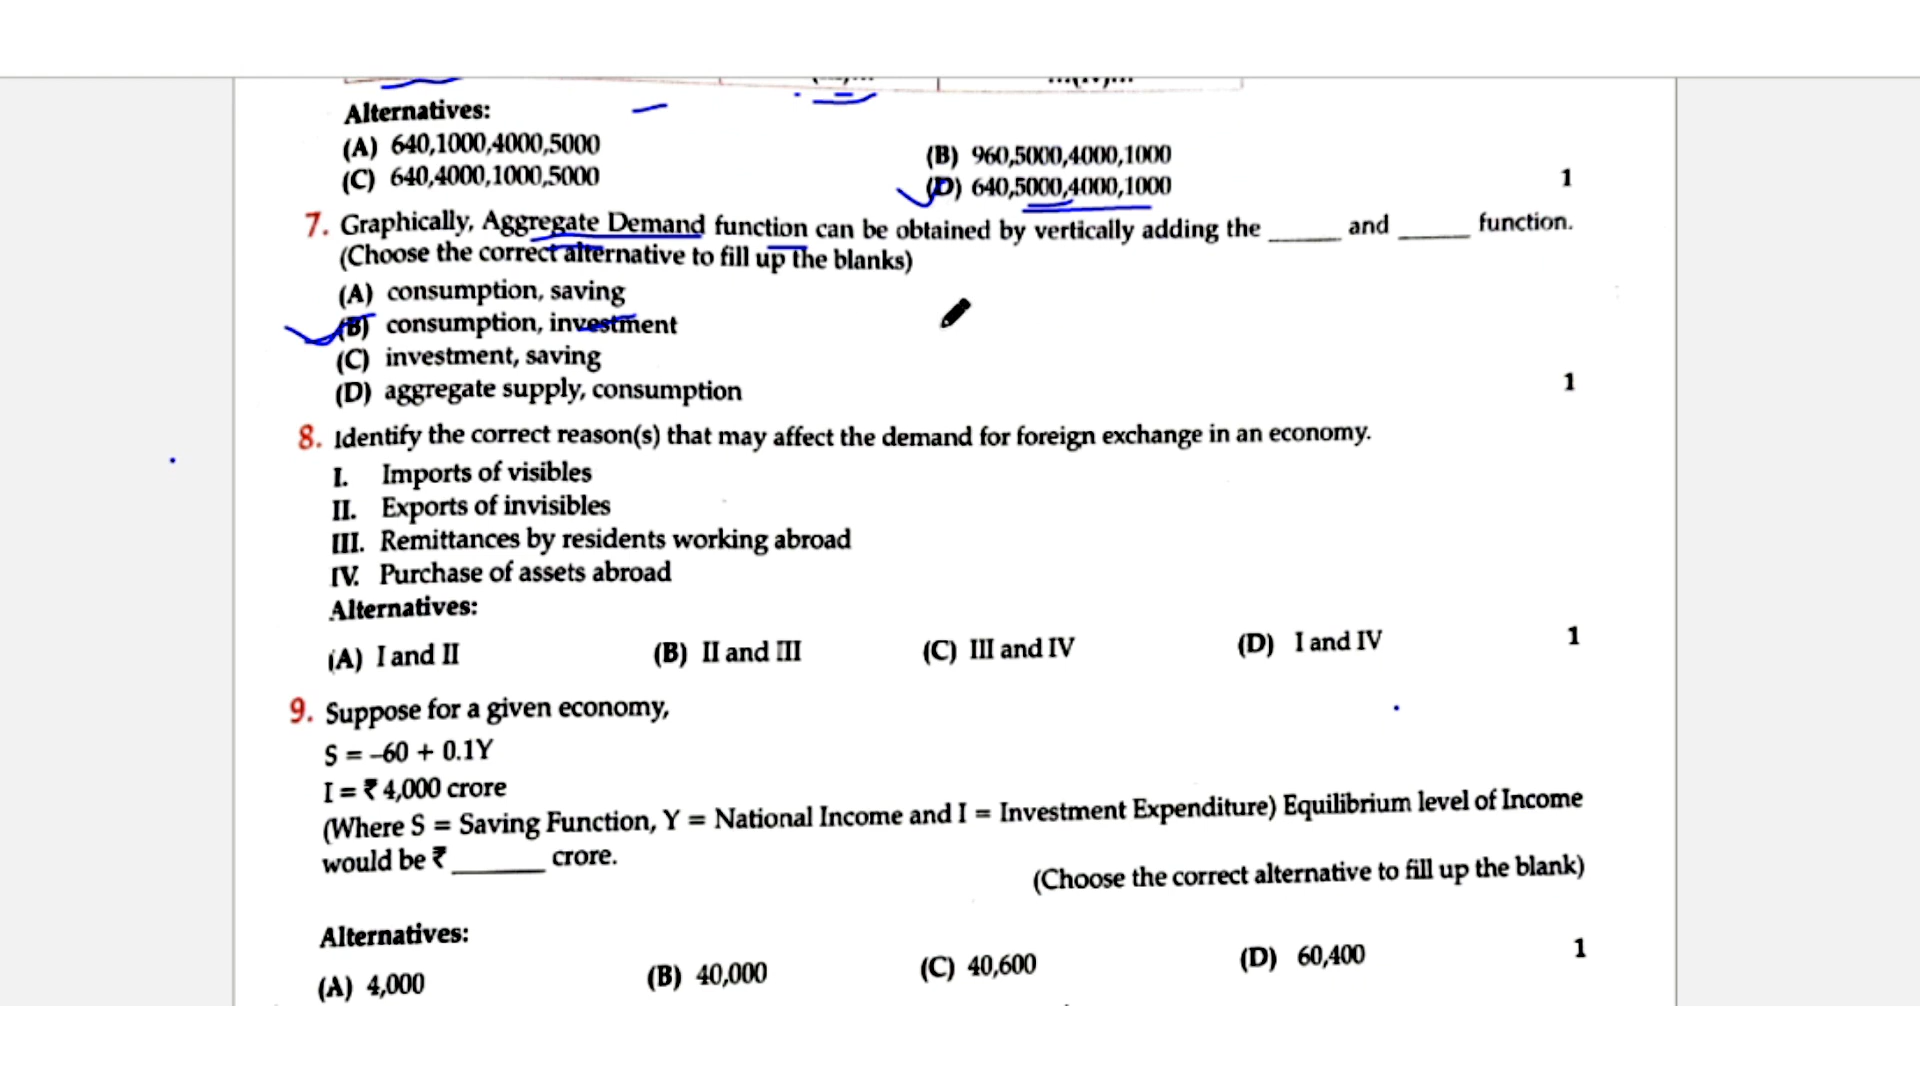 Alternatives:
(A) 640,1000,4000,5000
(B) 960,5000,4000,1000
(C) 640,4000,1000,5000
(D) 640,5000,4000,1000
1
7. Graphically, Aggregate Demand function can be obtained by vertically adding the ______ and ______ function.
(Choose the correct alternative to fill up the blanks)
(A) consumption, saving
(B) consumption, investment
(C) investment, saving
(D) aggregate supply, consumption
1
8. Identify the correct reason(s) that may affect the demand for foreign exchange in an economy.
I. Imports of visibles
II. Exports of invisibles
III. Remittances by residents working abroad
IV. Purchase of assets abroad
Alternatives:
(A) I and II (B) II and III (C) III and IV (D) I and IV 1
9. Suppose for a given economy,
S = –60 + 0.1Y
I = ₹ 4,000 crore
(Where S = Saving Function, Y = National Income and I = Investment Expenditure) Equilibrium level of Income
would be ₹ ________ crore.
(Choose the correct alternative to fill up the blank)
Alternatives:
(A) 4,000 (B) 40,000 (C) 40,600 (D) 60,400 1